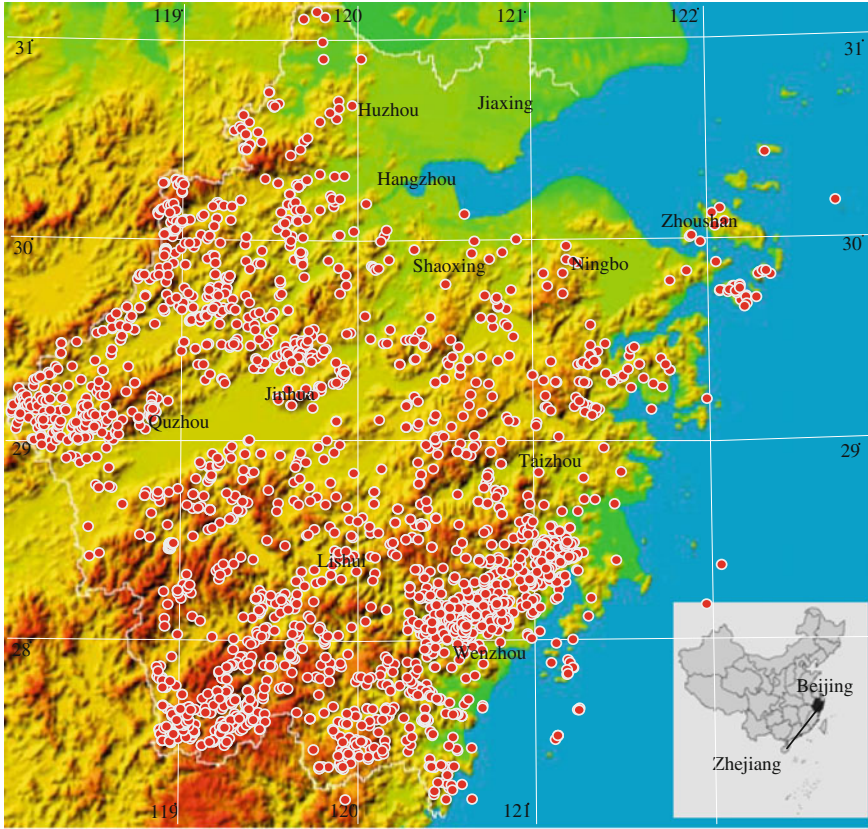 119° 120 121° 122°
31° 31°
Jiaxing
Huzhou
Hangzhou
Zhoushan
30° 30°
Shaoxing Ningbo
Jinhua
Quzhou
29° 29°
Taizhou
Lishui
28°
Wenzhou
Beijing
Zhejiang
119° 120 121°